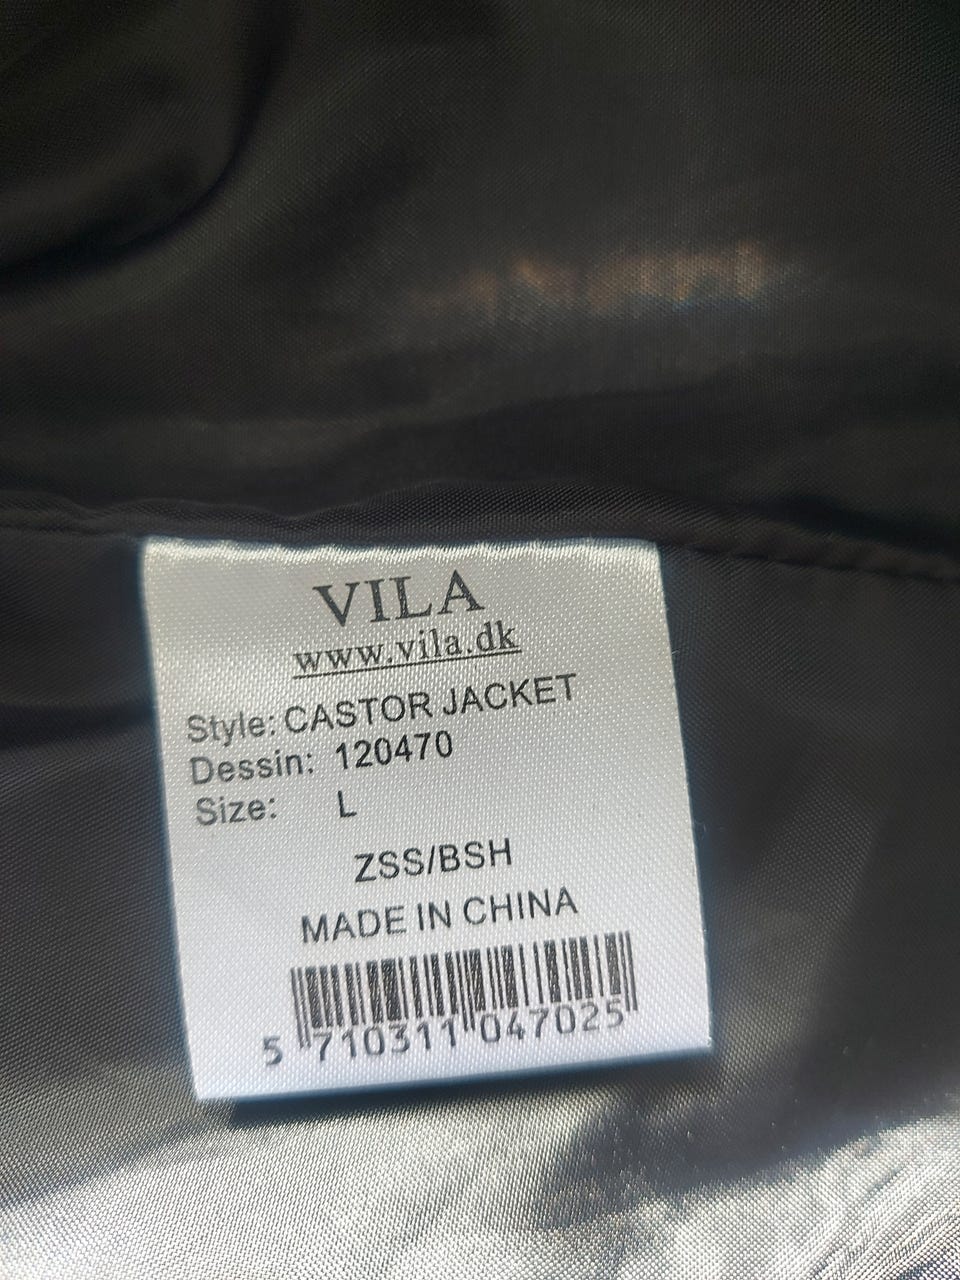 VILA
www.vila.dk
Style: CASTOR JACKET
Dessin: 120470
Size: L
ZSS/BSH
MADE IN CHINA
5 710311 047025